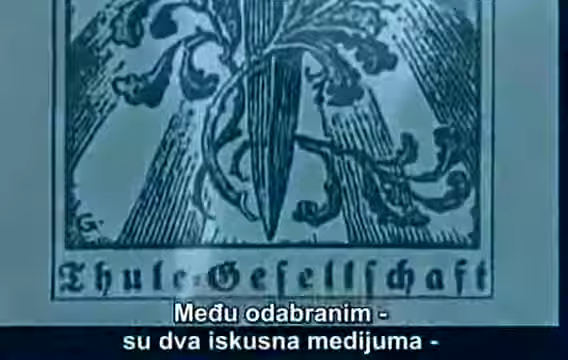 G.
Thule-Gesellschaft
Među odabranim -
su dva iskusna medijuma -